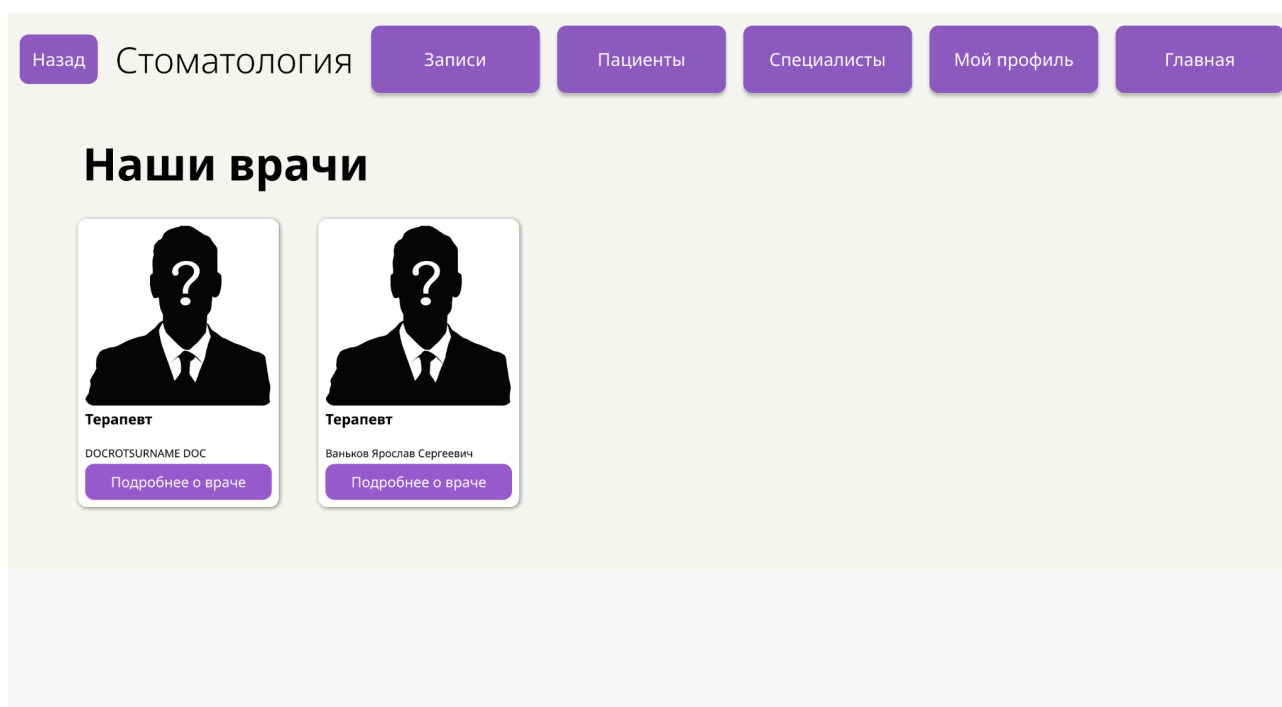 Назад
Стоматология
Записи
Пациенты
Специалисты
Мой профиль
Главная
Наши врачи
?
?
Терапевт
DOCROTSURNAME DOC
Подробнее о враче
Терапевт
Ваньков Ярослав Сергеевич
Подробнее о враче